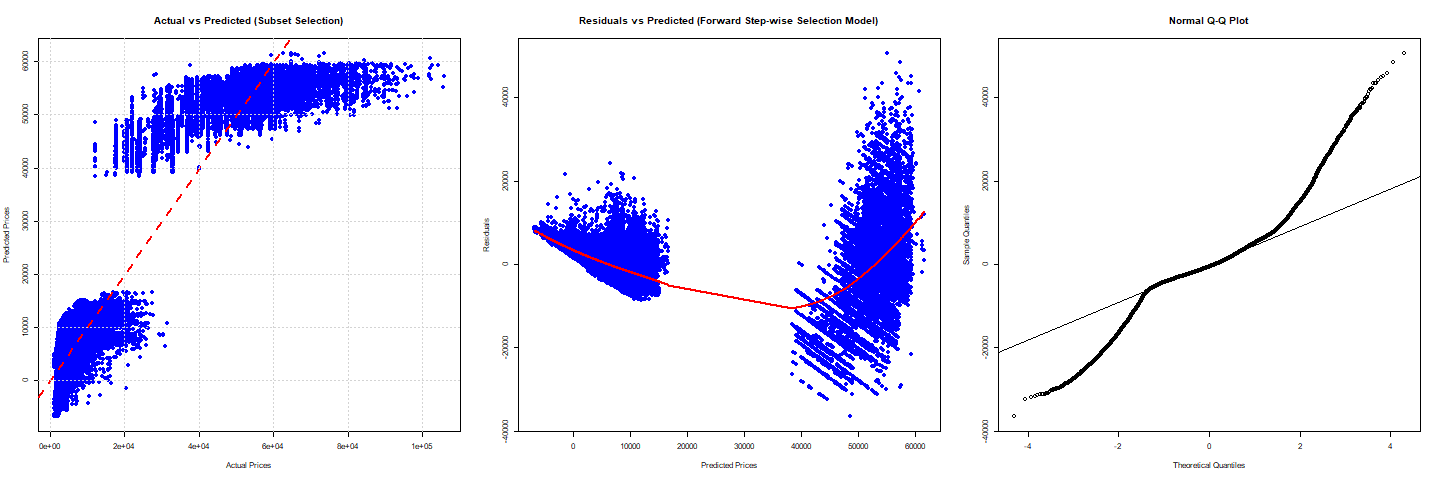 Actual vs Predicted (Subset Selection)
Predicted Prices
60000
50000
40000
30000
20000
10000
0
0e+00 2e+04 4e+04 6e+04 8e+04 1e+05
Actual Prices
Residuals vs Predicted (Forward Step-wise Selection Model)
Residuals
40000
20000
0
-20000
-40000
0 10000 20000 30000 40000 50000 60000
Predicted Prices
Normal Q-Q Plot
Sample Quantiles
40000
20000
0
-20000
-40000
-4 -2 0 2 4
Theoretical Quantiles